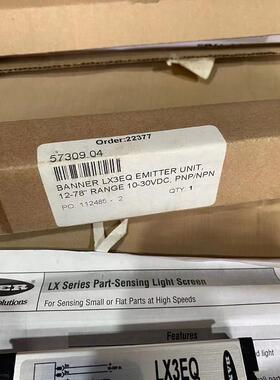 Order:22377
57309.04
BANNER LX3EQ EMITTER UNIT,
12-78" RANGE 10-30VDC, PNP/NPN
PO: 112485 - 2
QTY: 1
LX Series Part-Sensing Light Screen
For Sensing Small or Flat Parts at High Speeds
Features
LX3EQ
light